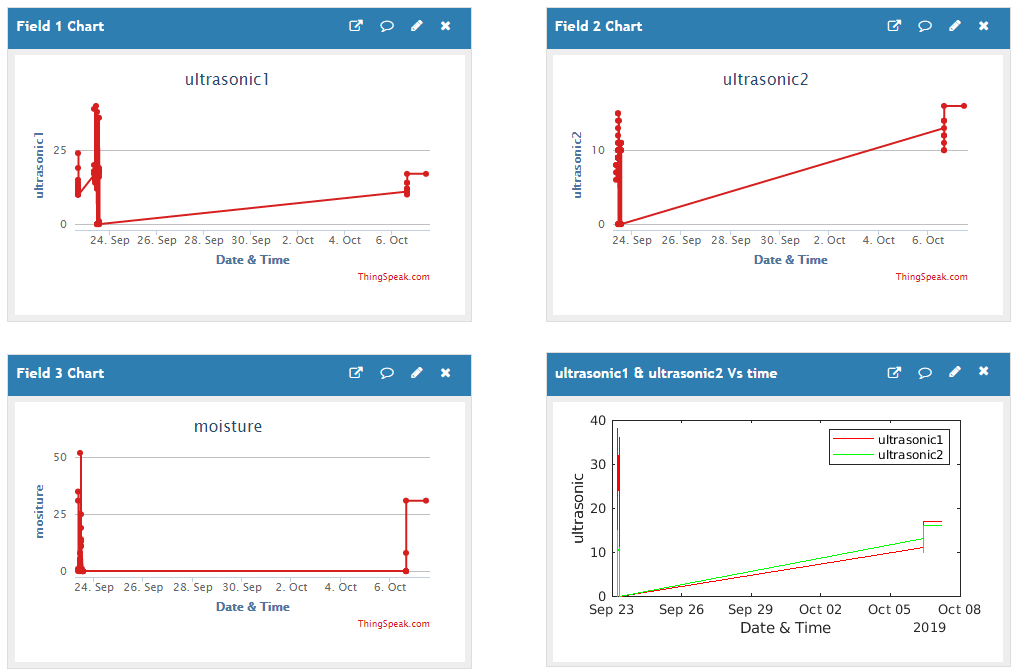 Field 1 Chart
ultrasonic1
ultrasonic1
25
0
24. Sep 26. Sep 28. Sep 30. Sep 2. Oct 4. Oct 6. Oct
Date & Time
ThingSpeak.com
Field 2 Chart
ultrasonic2
ultrasonic2
10
0
24. Sep 26. Sep 28. Sep 30. Sep 2. Oct 4. Oct 6. Oct
Date & Time
ThingSpeak.com
Field 3 Chart
moisture
mositure
50
25
0
24. Sep 26. Sep 28. Sep 30. Sep 2. Oct 4. Oct 6. Oct
Date & Time
ThingSpeak.com
ultrasonic1 & ultrasonic2 Vs time
ultrasonic
40
30
20
10
0
ultrasonic1
ultrasonic2
Sep 23 Sep 26 Sep 29 Oct 02 Oct 05 Oct 08
Date & Time
2019